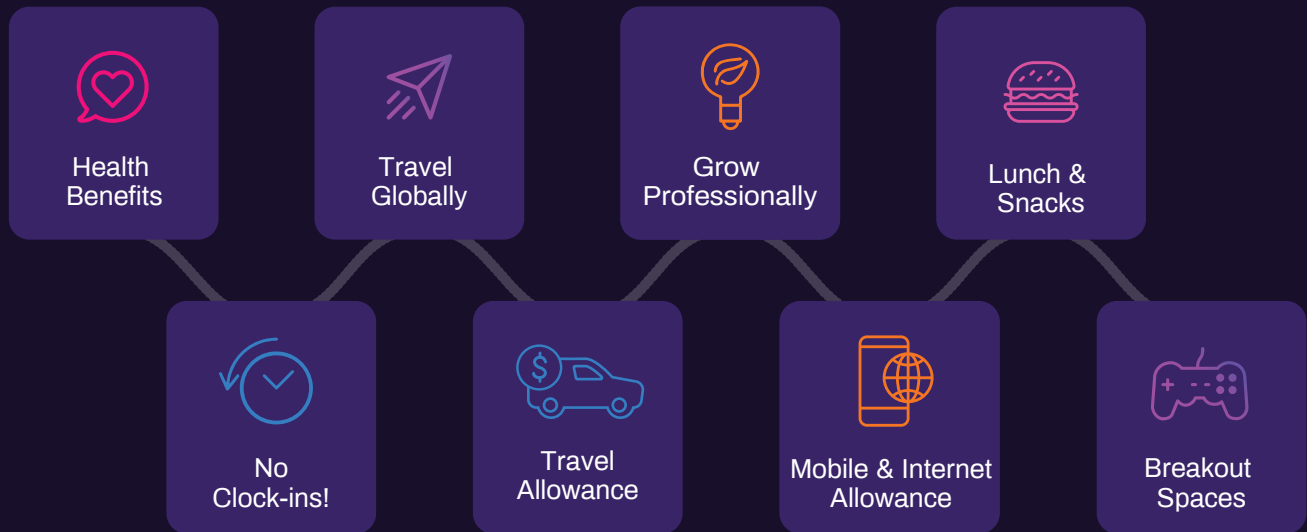 Health
Benefits
Travel
Globally
Grow
Professionally
Lunch &
Snacks
No
Clock-ins!
$
Travel
Allowance
Mobile & Internet
Allowance
Breakout
Spaces